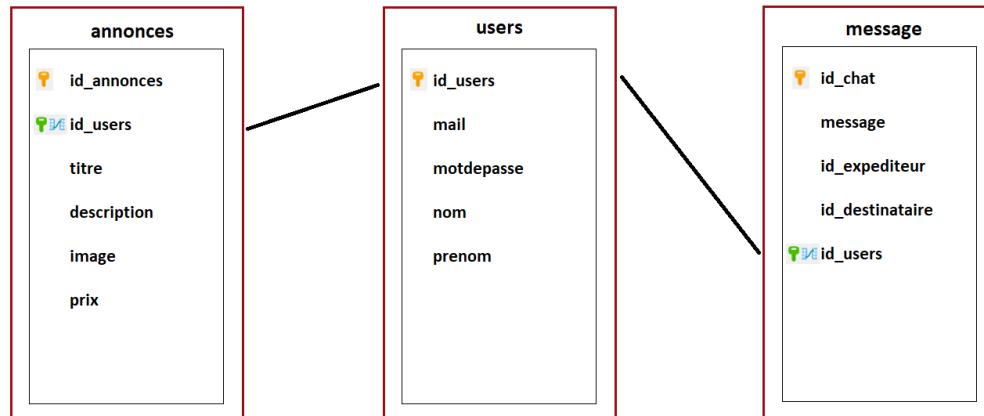 annonces
id_annonces
id_users
titre
description
image
prix
users
id_users
mail
motdepasse
nom
prenom
message
id_chat
message
id_expediteur
id_destinataire
id_users